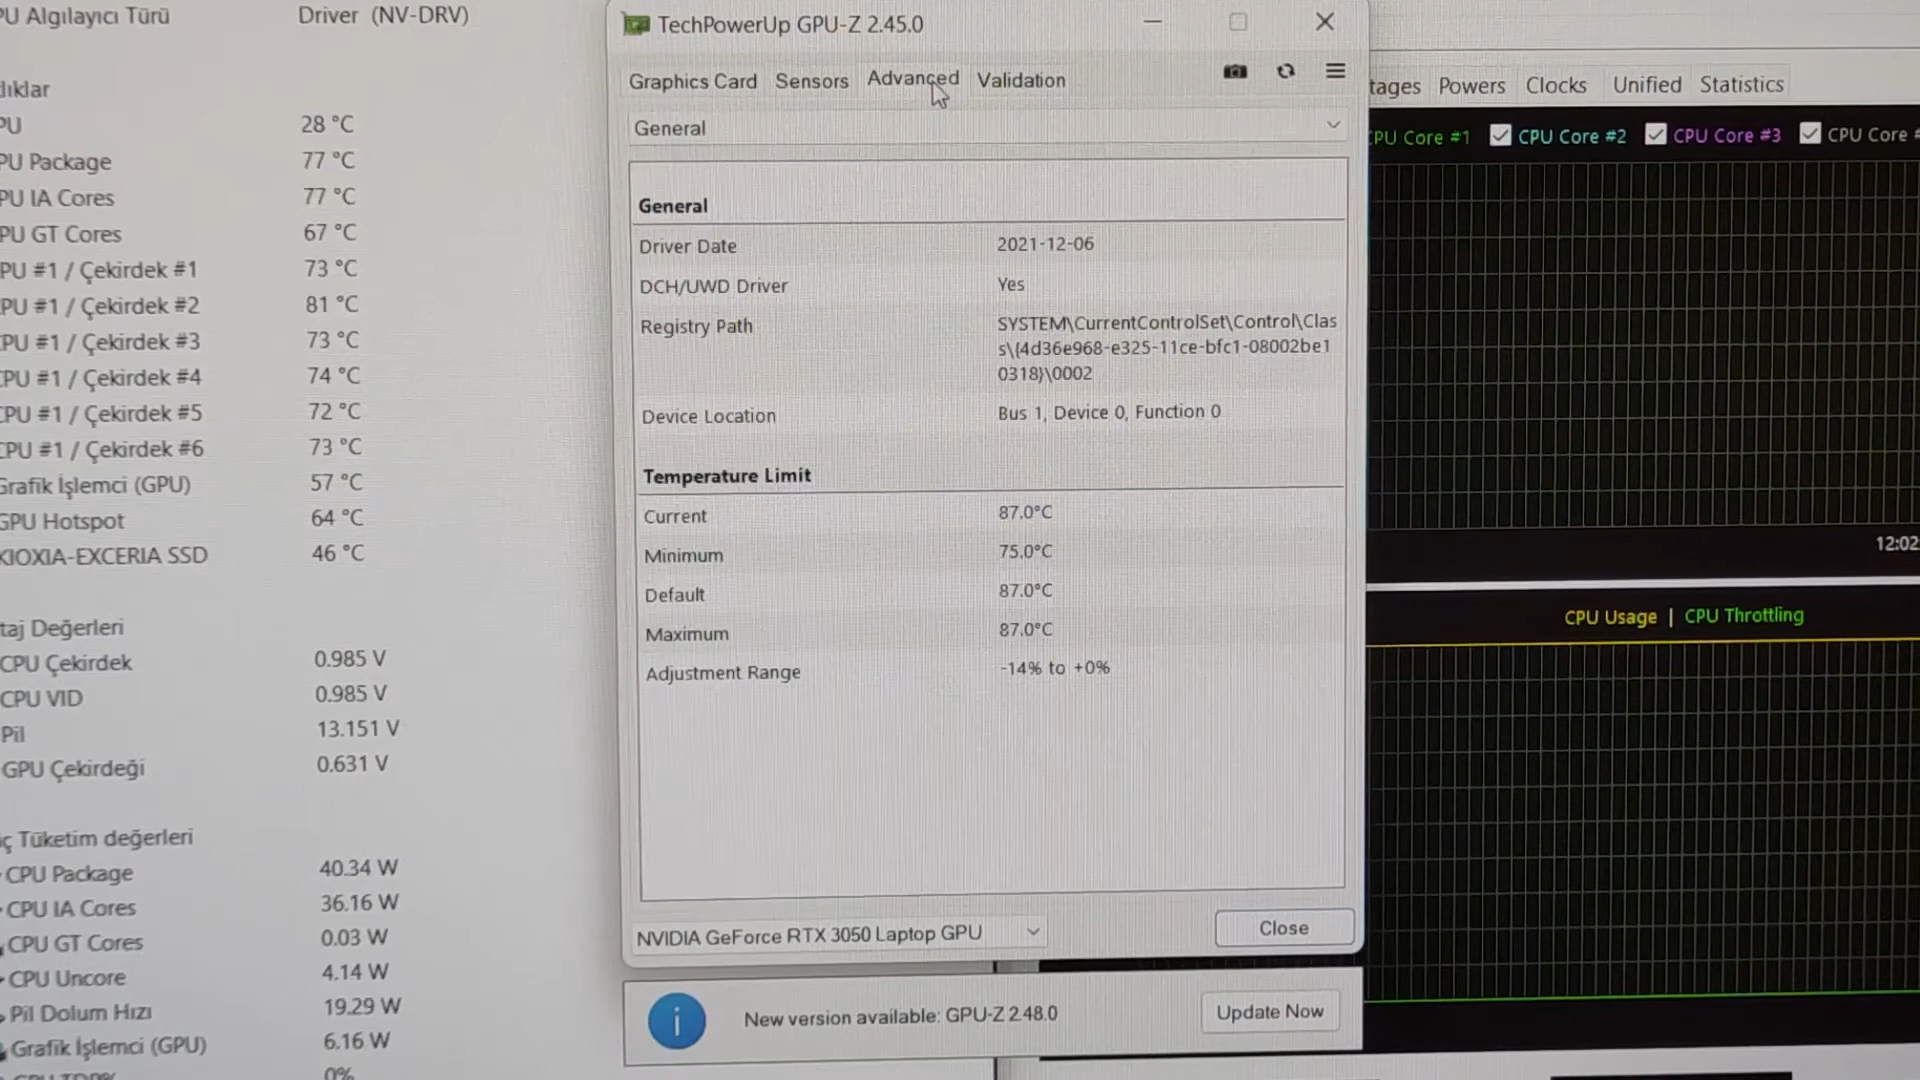 PU Algılayıcı Türü Driver (NV-DRV)
klıklar
PU 28 °C
PU Package 77 °C
PU IA Cores 77 °C
PU GT Cores 67 °C
PU #1 / Çekirdek #1 73 °C
PU #1 / Çekirdek #2 81 °C
PU #1 / Çekirdek #3 73 °C
CPU #1 / Çekirdek #4 74 °C
CPU #1 / Çekirdek #5 72 °C
CPU #1 / Çekirdek #6 73 °C
Grafik İşlemci (GPU) 57 °C
GPU Hotspot 64 °C
KIOXIA-EXCERIA SSD 46 °C
taj Değerleri
CPU Çekirdek 0.985 V
CPU VID 0.985 V
Pil 13.151 V
GPU Çekirdeği 0.631 V
ç Tüketim değerleri
CPU Package 40.34 W
CPU IA Cores 36.16 W
CPU GT Cores 0.03 W
CPU Uncore 4.14 W
Pil Dolum Hızı 19.29 W
Grafik İşlemci (GPU) 6.16 W
CPU TDP% 0%
TechPowerUp GPU-Z 2.45.0
Graphics Card Sensors Advanced Validation
General
General
Driver Date 2021-12-06
DCH/UWD Driver Yes
Registry Path SYSTEM\CurrentControlSet\Control\Clas
s\{4d36e968-e325-11ce-bfc1-08002be1
0318}\0002
Device Location Bus 1, Device 0, Function 0
Temperature Limit
Current 87.0°C
Minimum 75.0°C
Default 87.0°C
Maximum 87.0°C
Adjustment Range -14% to +0%
NVIDIA GeForce RTX 3050 Laptop GPU Close
New version available: GPU-Z 2.48.0 Update Now
tages Powers Clocks Unified Statistics
CPU Core #1 CPU Core #2 CPU Core #3 CPU Core #
12:02
CPU Usage | CPU Throttling